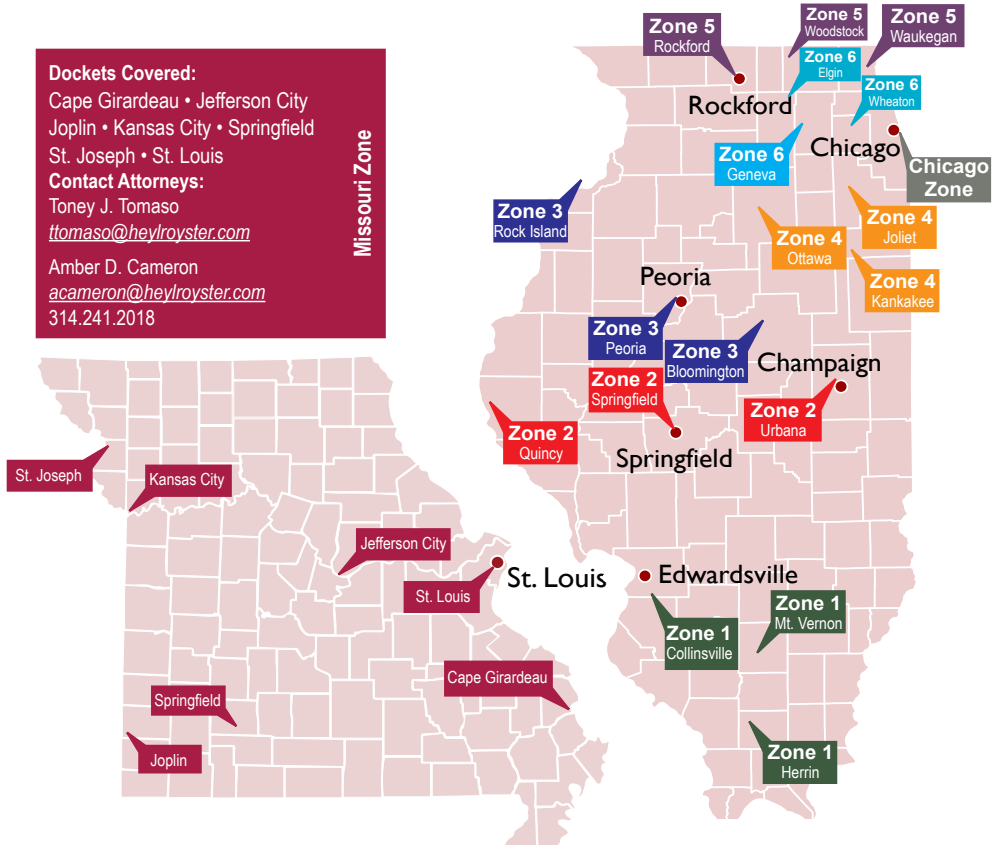 Dockets Covered:
Cape Girardeau • Jefferson City
Joplin • Kansas City • Springfield
St. Joseph • St. Louis
Contact Attorneys:
Toney J. Tomaso
ttomaso@heylroyster.com
Amber D. Cameron
acameron@heylroyster.com
314.241.2018
Missouri Zone
St. Joseph
Kansas City
Jefferson City
St. Louis
St. Louis
Cape Girardeau
Springfield
Joplin
Zone 5
Rockford
Zone 5
Woodstock
Zone 5
Waukegan
Zone 6
Elgin
Zone 6
Wheaton
Rockford
Chicago
Zone 6
Geneva
Chicago
Zone
Zone 3
Rock Island
Zone 4
Ottawa
Zone 4
Joliet
Zone 4
Kankakee
Peoria
Zone 3
Peoria
Zone 3
Bloomington
Champaign
Zone 2
Springfield
Zone 2
Urbana
Zone 2
Quincy
Springfield
Edwardsville
Zone 1
Collinsville
Zone 1
Mt. Vernon
Zone 1
Herrin